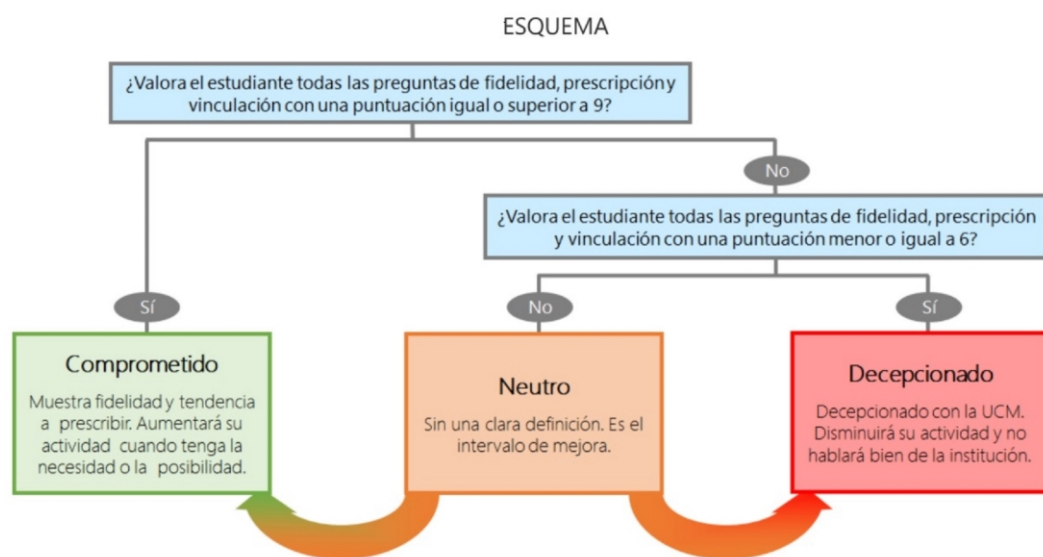 ESQUEMA
¿Valora el estudiante todas las preguntas de fidelidad, prescripción y
vinculación con una puntuación igual o superior a 9?
No
¿Valora el estudiante todas las preguntas de fidelidad, prescripción
y vinculación con una puntuación menor o igual a 6?
Sí
No
Sí
Comprometido
Muestra fidelidad y tendencia
a prescribir. Aumentará su
actividad cuando tenga la
necesidad o la posibilidad.
Neutro
Sin una clara definición. Es el
intervalo de mejora.
Decepcionado
Decepcionado con la UCM.
Disminuirá su actividad y no
hablará bien de la institución.